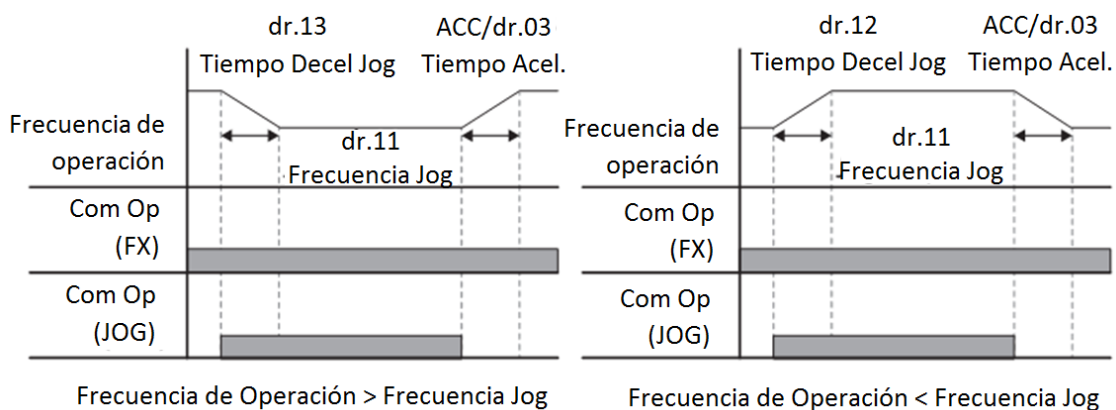 dr.13
ACC/dr.03
Tiempo Decel Jog
Tiempo Acel.
Frecuencia de
operación
dr.11
Frecuencia Jog
Com Op
(FX)
Com Op
(JOG)
Frecuencia de Operación > Frecuencia Jog
dr.12
ACC/dr.03
Tiempo Decel Jog
Tiempo Acel.
Frecuencia de
operación
dr.11
Frecuencia Jog
Com Op
(FX)
Com Op
(JOG)
Frecuencia de Operación < Frecuencia Jog